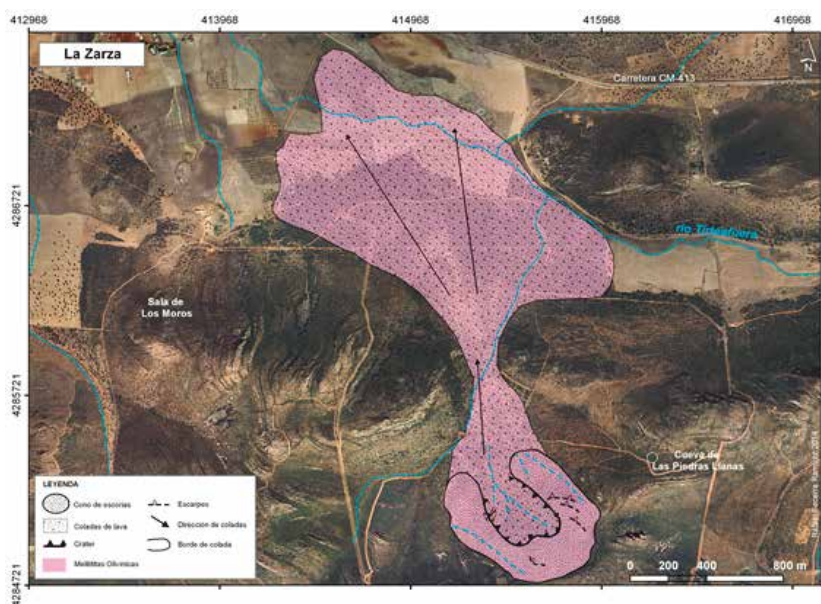 412968
413968
414968
415968
416968
La Zarza
Carretera CM-413
N
4286721
río Tirteafuera
Sala de
Los Moros
4285721
Cueva de
Las Piedras Llanas
LEYENDA
Cono de escorias
Escarpes
Coladas de lava
Dirección de coladas
Cráter
Borde de colada
Melilititas Olivínicas
0 200 400 800 m
4284721